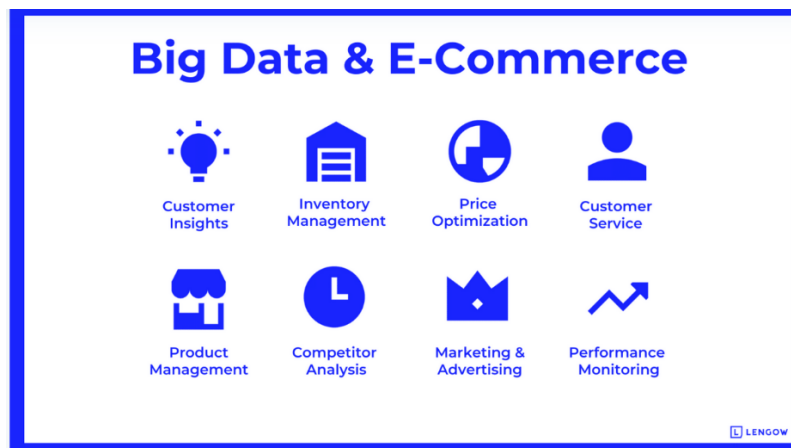 Big Data & E-Commerce
Customer
Insights
Inventory
Management
Price
Optimization
Customer
Service
Product
Management
Competitor
Analysis
Marketing &
Advertising
Performance
Monitoring
L LENGOW